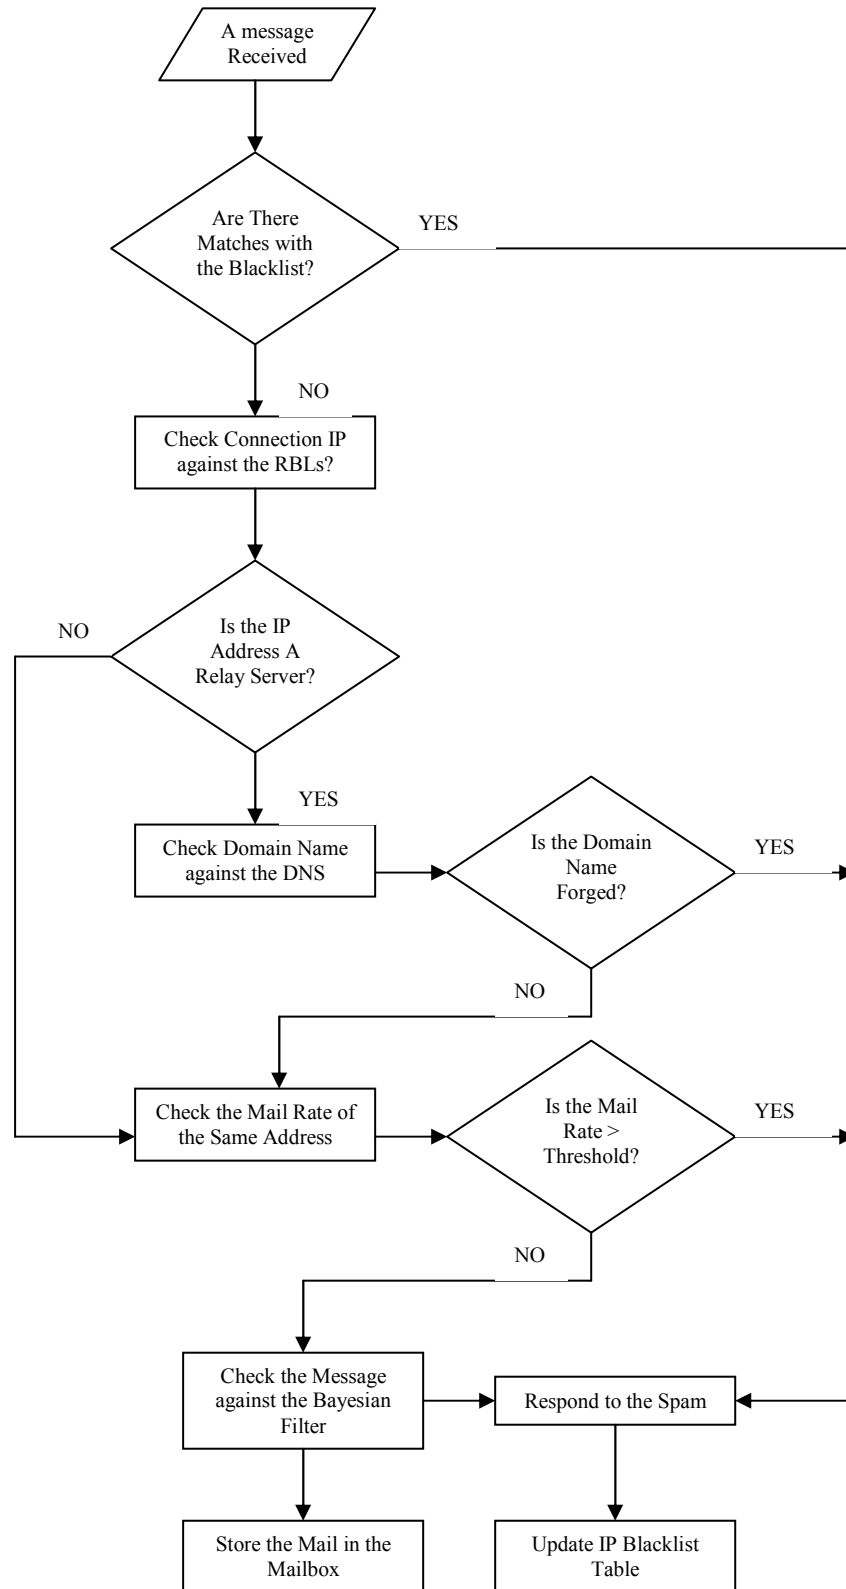 A message
Received
Are There
Matches with
the Blacklist?
YES
NO
Check Connection IP
against the RBLs?
NO
Is the IP
Address A
Relay Server?
YES
Check Domain Name
against the DNS
Is the Domain
Name
Forged?
YES
NO
Check the Mail Rate of
the Same Address
Is the Mail
Rate >
Threshold?
YES
NO
Check the Message
against the Bayesian
Filter
Respond to the Spam
Store the Mail in the
Mailbox
Update IP Blacklist
Table